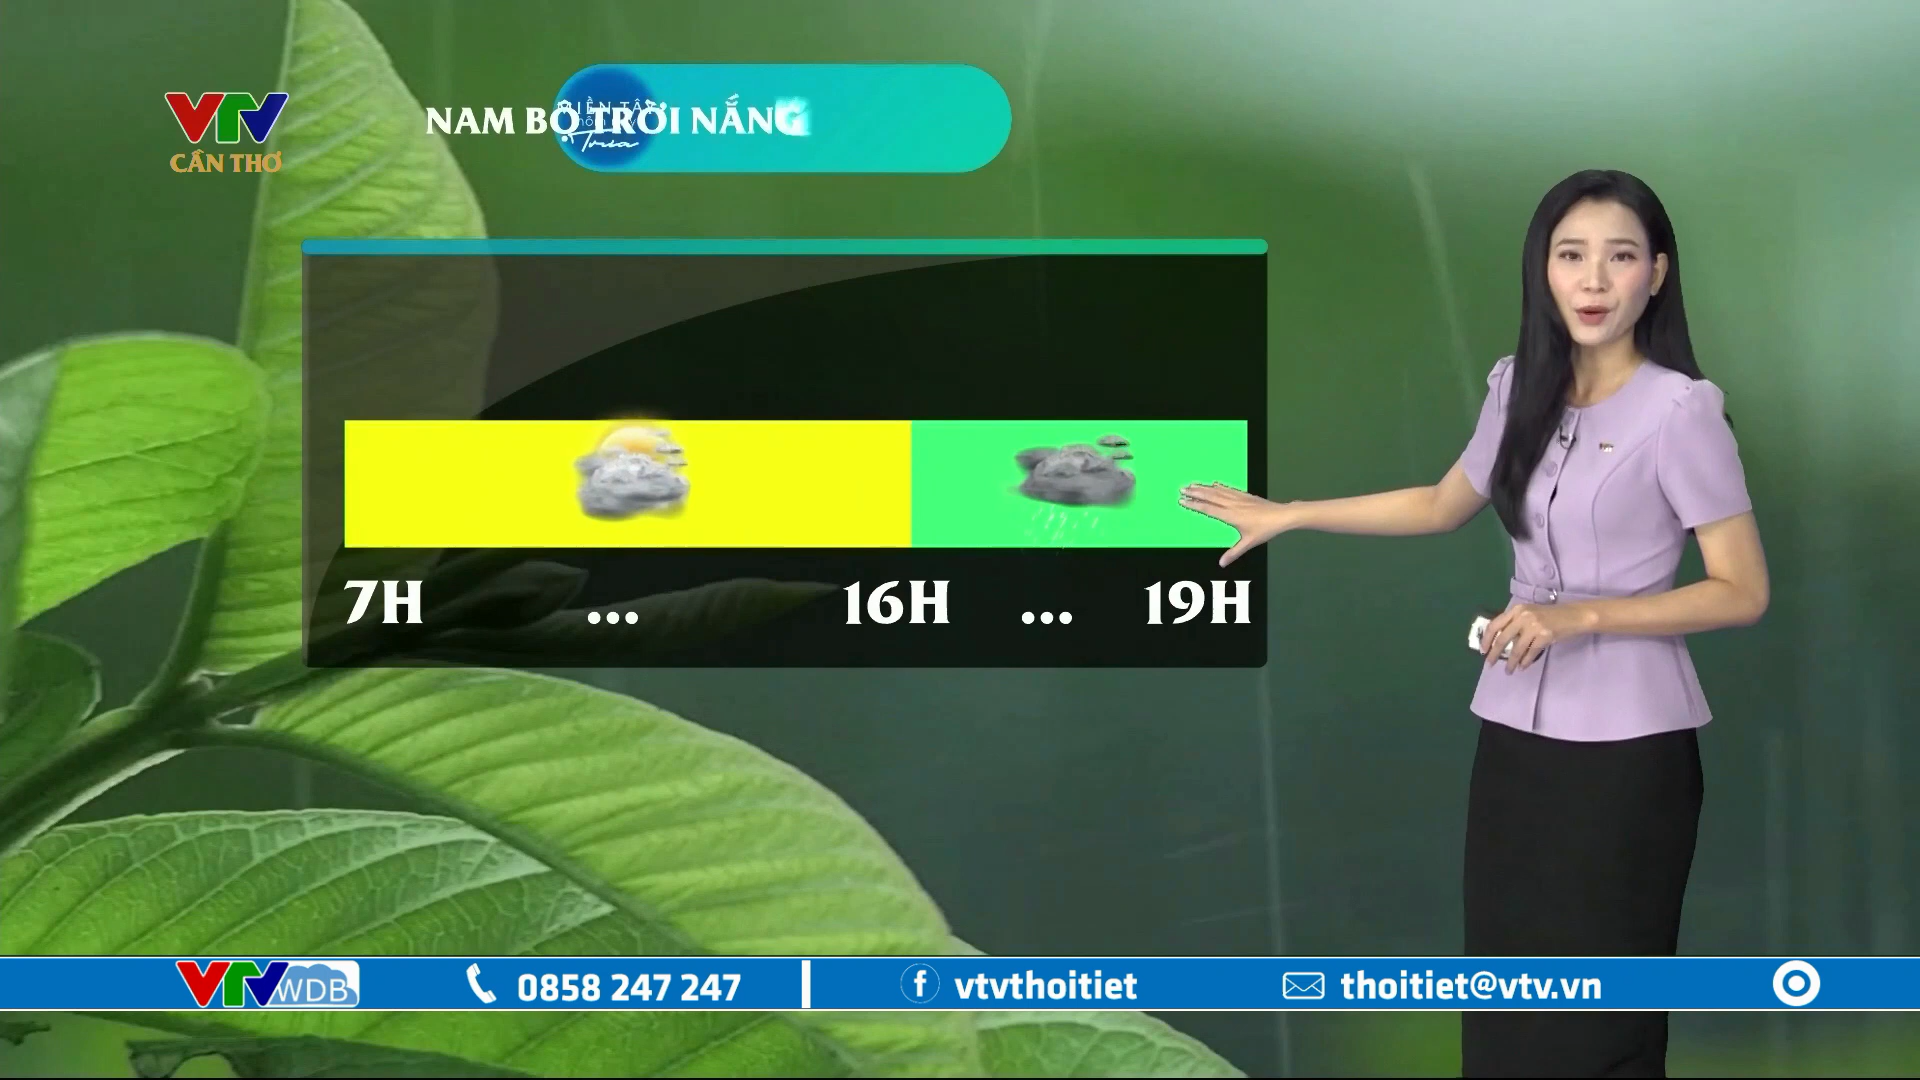 VTV
CẦN THƠ
NAM BỘ TRỜI NẮNG
7H ... 16H ... 19H
VTV WDB 0858 247 247 vtvthoitiet thoitiet@vtv.vn